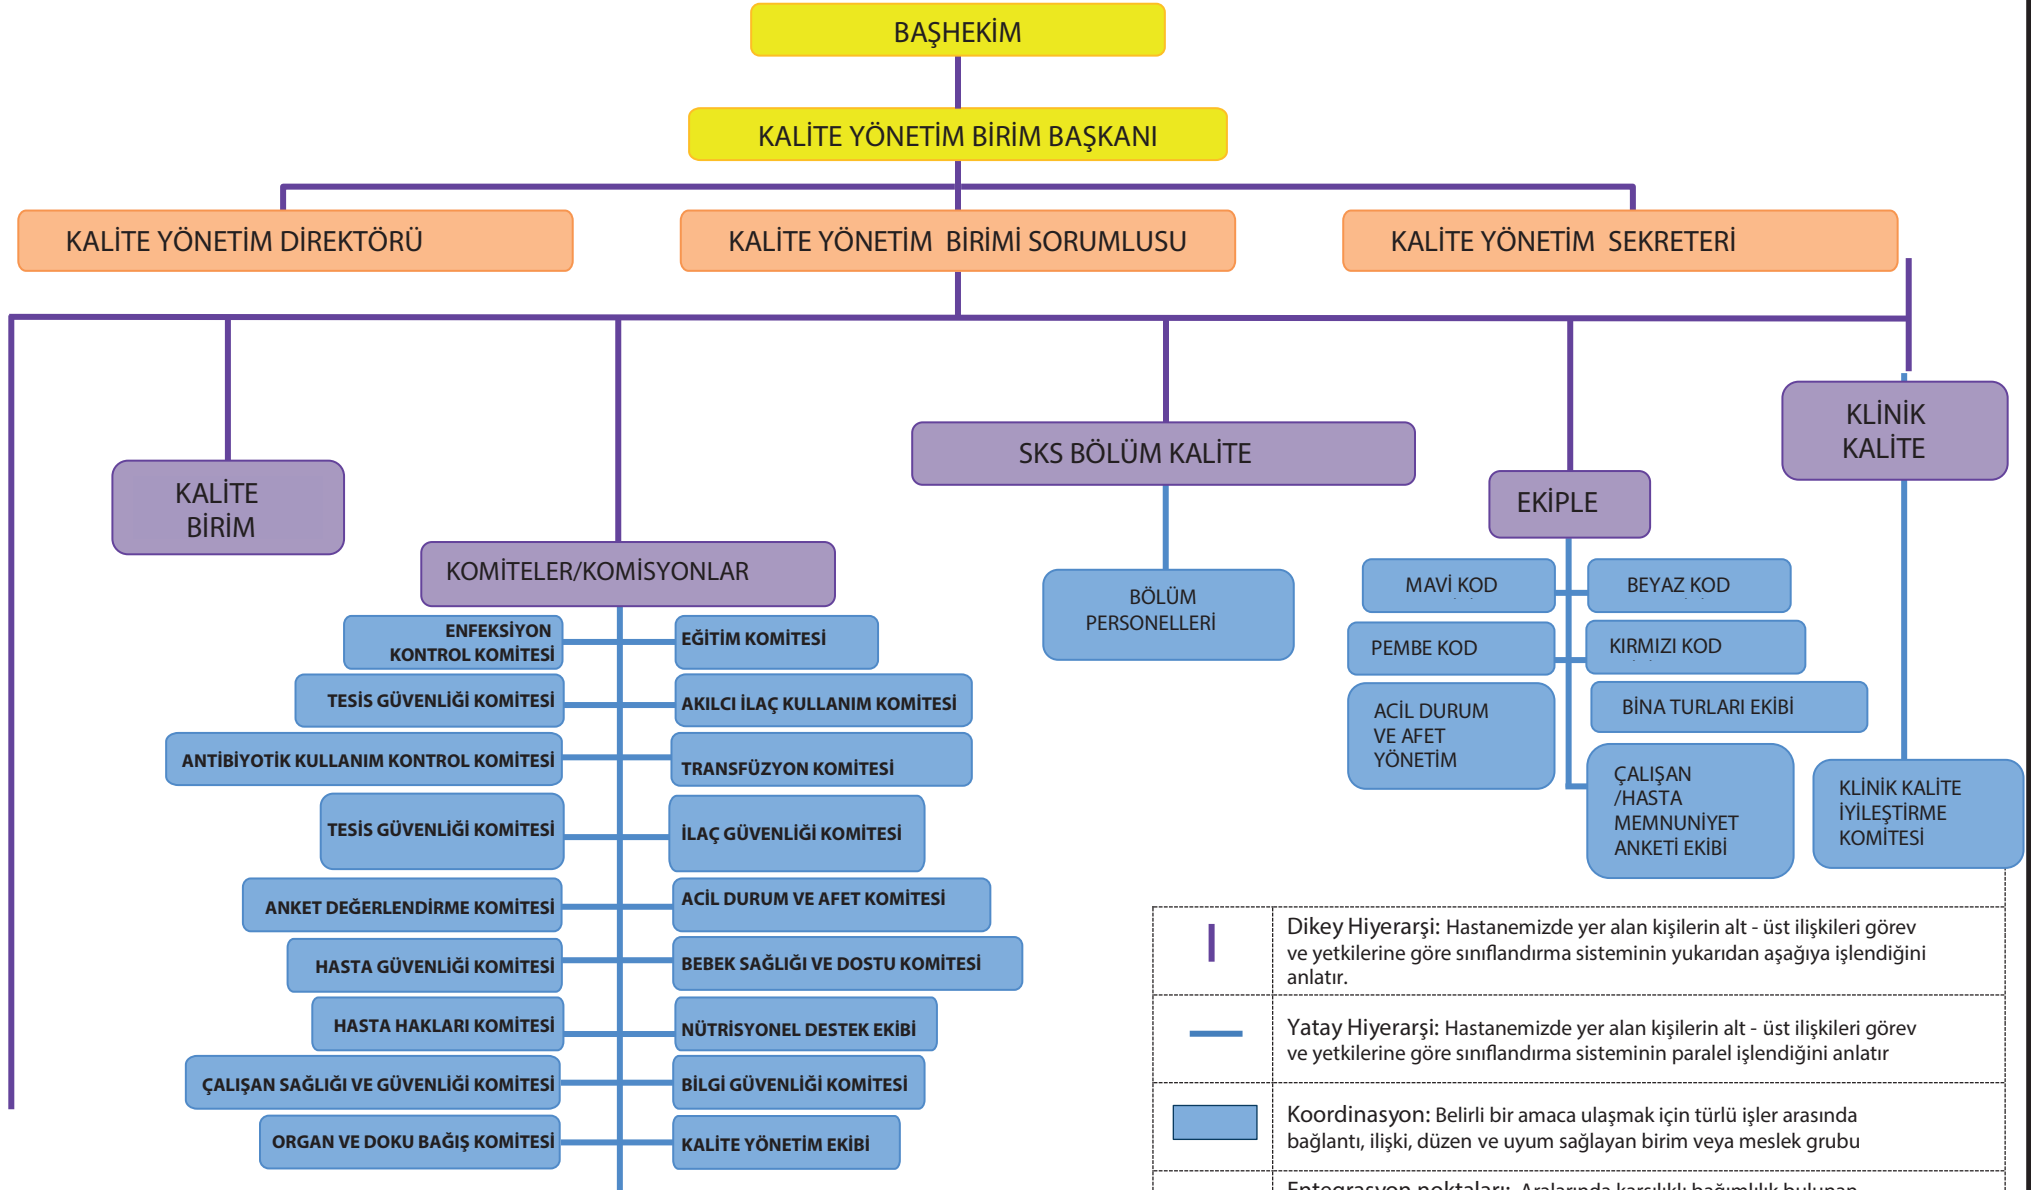 BAŞHEKİM
KALİTE YÖNETİM BİRİM BAŞKANI
KALİTE YÖNETİM DİREKTÖRÜ
KALİTE YÖNETİM BİRİMİ SORUMLUSU
KALİTE YÖNETİM SEKRETERİ
KALİTE
BİRİM
KOMİTELER/KOMİSYONLAR
SKS BÖLÜM KALİTE
EKİPLE
KLİNİK
KALİTE
ENFEKSİYON
KONTROL KOMİTESİ
EĞİTİM KOMİTESİ
TESİS GÜVENLİĞİ KOMİTESİ
AKILCI İLAÇ KULLANIM KOMİTESİ
ANTİBİYOTİK KULLANIM KONTROL KOMİTESİ
TRANSFÜZYON KOMİTESİ
TESİS GÜVENLİĞİ KOMİTESİ
İLAÇ GÜVENLİĞİ KOMİTESİ
ANKET DEĞERLENDİRME KOMİTESİ
ACİL DURUM VE AFET KOMİTESİ
HASTA GÜVENLİĞİ KOMİTESİ
BEBEK SAĞLIĞI VE DOSTU KOMİTESİ
HASTA HAKLARI KOMİTESİ
NÜTRİSYONEL DESTEK EKİBİ
ÇALIŞAN SAĞLIĞI VE GÜVENLİĞİ KOMİTESİ
BİLGİ GÜVENLİĞİ KOMİTESİ
ORGAN VE DOKU BAĞIŞ KOMİTESİ
KALİTE YÖNETİM EKİBİ
BÖLÜM
PERSONELLERİ
MAVİ KOD
BEYAZ KOD
PEMBE KOD
KIRMIZI KOD
ACİL DURUM
VE AFET
YÖNETİM
BİNA TURLARI EKİBİ
ÇALIŞAN
/HASTA
MEMNUNİYET
ANKETİ EKİBİ
KLİNİK KALİTE
İYİLEŞTİRME
KOMİTESİ
Dikey Hiyerarşi: Hastanemizde yer alan kişilerin alt - üst ilişkileri görev
ve yetkilerine göre sınıflandırma sisteminin yukarıdan aşağıya işlendiğini
anlatır.
Yatay Hiyerarşi: Hastanemizde yer alan kişilerin alt - üst ilişkileri görev
ve yetkilerine göre sınıflandırma sisteminin paralel işlendiğini anlatır
Koordinasyon: Belirli bir amaca ulaşmak için türlü işler arasında
bağlantı, ilişki, düzen ve uyum sağlayan birim veya meslek grubu
Entegrasyon noktaları: Aralarında karşılıklı bağımlılık bulunan